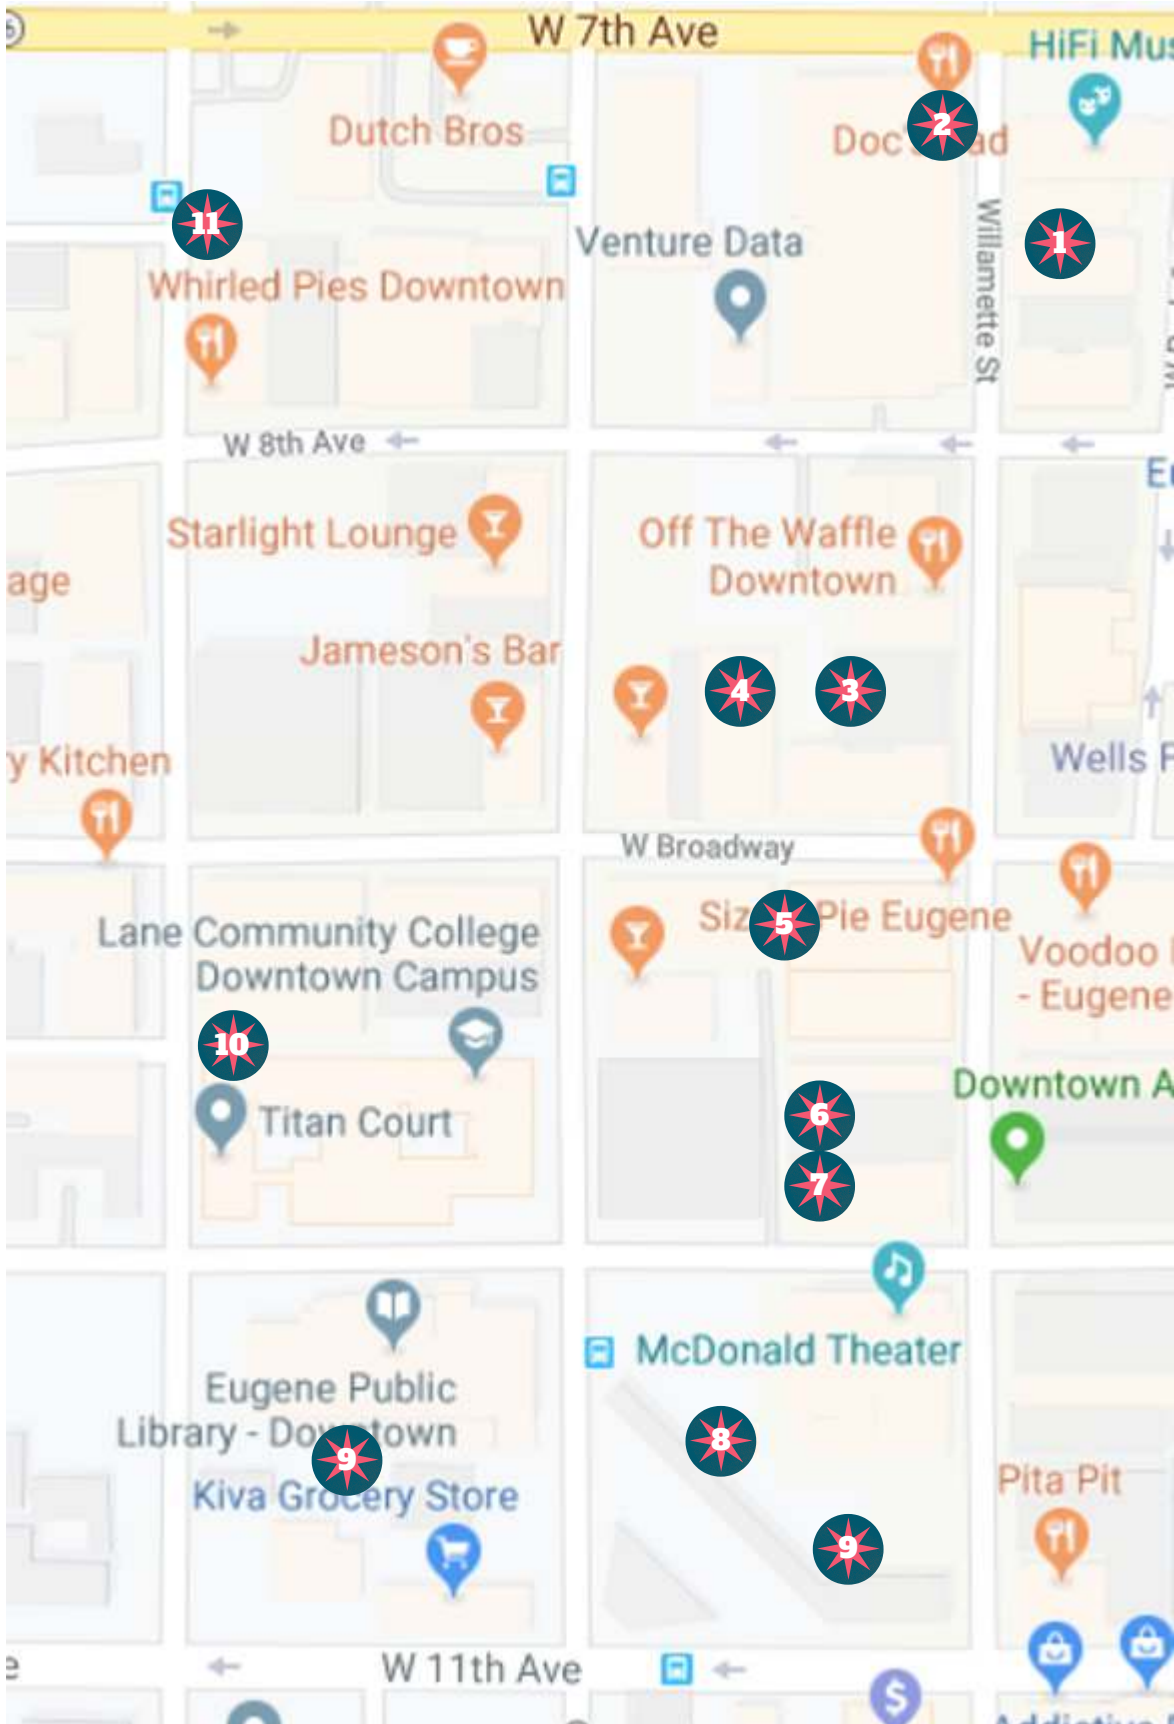 W 7th Ave
HiFi Mus
Dutch Bros
2
Doc's ad
11
Venture Data
1
Willamette St
Whirled Pies Downtown
W 8th Ave
Starlight Lounge
Off The Waffle
Downtown
age
Jameson's Bar
4
3
y Kitchen
Wells F
W Broadway
Siz Pie Eugene
5
Lane Community College
Downtown Campus
Voodoo
- Eugene
10
Titan Court
Downtown A
6
7
McDonald Theater
Eugene Public
Library - Downtown
9
8
Kiva Grocery Store
Pita Pit
9
W 11th Ave
$